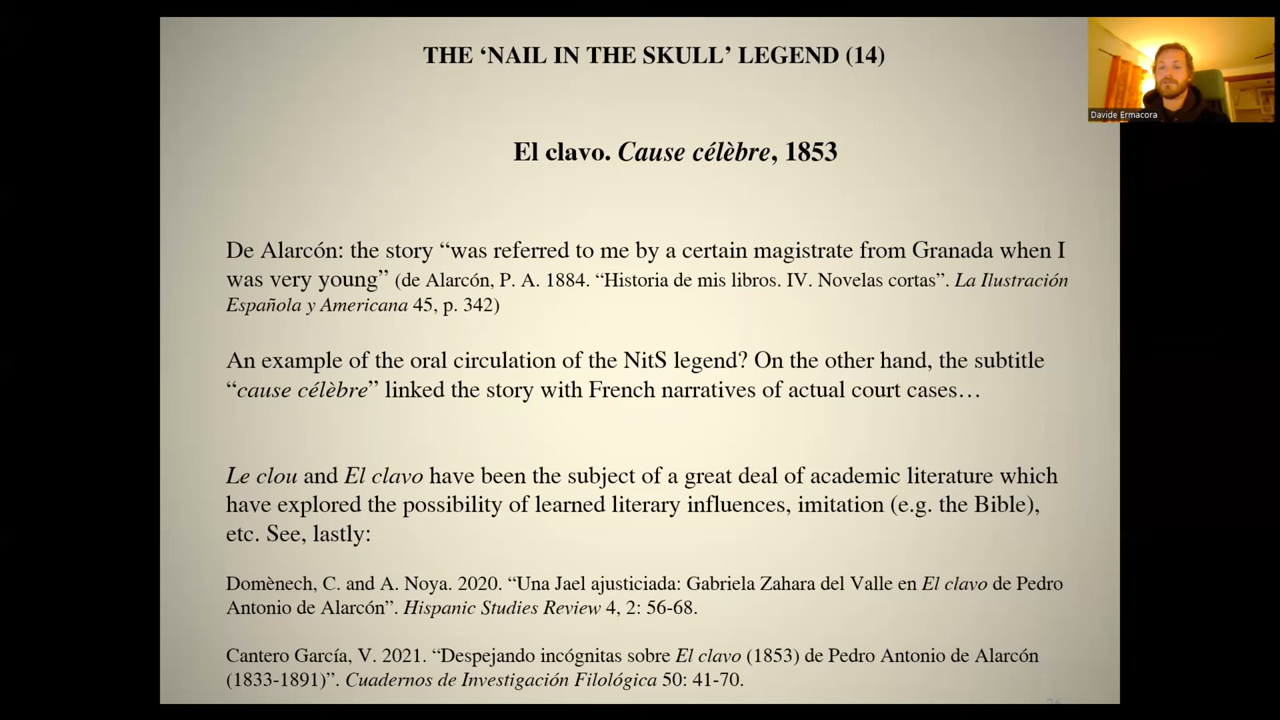 THE ‘NAIL IN THE SKULL’ LEGEND (14)
Davide Ermacora
El clavo. Cause célèbre, 1853
De Alarcón: the story “was referred to me by a certain magistrate from Granada when I
was very young” (de Alarcón, P. A. 1884. “Historia de mis libros. IV. Novelas cortas”. La Ilustración
Española y Americana 45, p. 342)
An example of the oral circulation of the NitS legend? On the other hand, the subtitle
“cause célèbre” linked the story with French narratives of actual court cases…
Le clou and El clavo have been the subject of a great deal of academic literature which
have explored the possibility of learned literary influences, imitation (e.g. the Bible),
etc. See, lastly:
Domènech, C. and A. Noya. 2020. “Una Jael ajusticiada: Gabriela Zahara del Valle en El clavo de Pedro
Antonio de Alarcón”. Hispanic Studies Review 4, 2: 56-68.
Cantero García, V. 2021. “Despejando incógnitas sobre El clavo (1853) de Pedro Antonio de Alarcón
(1833-1891)”. Cuadernos de Investigación Filológica 50: 41-70.